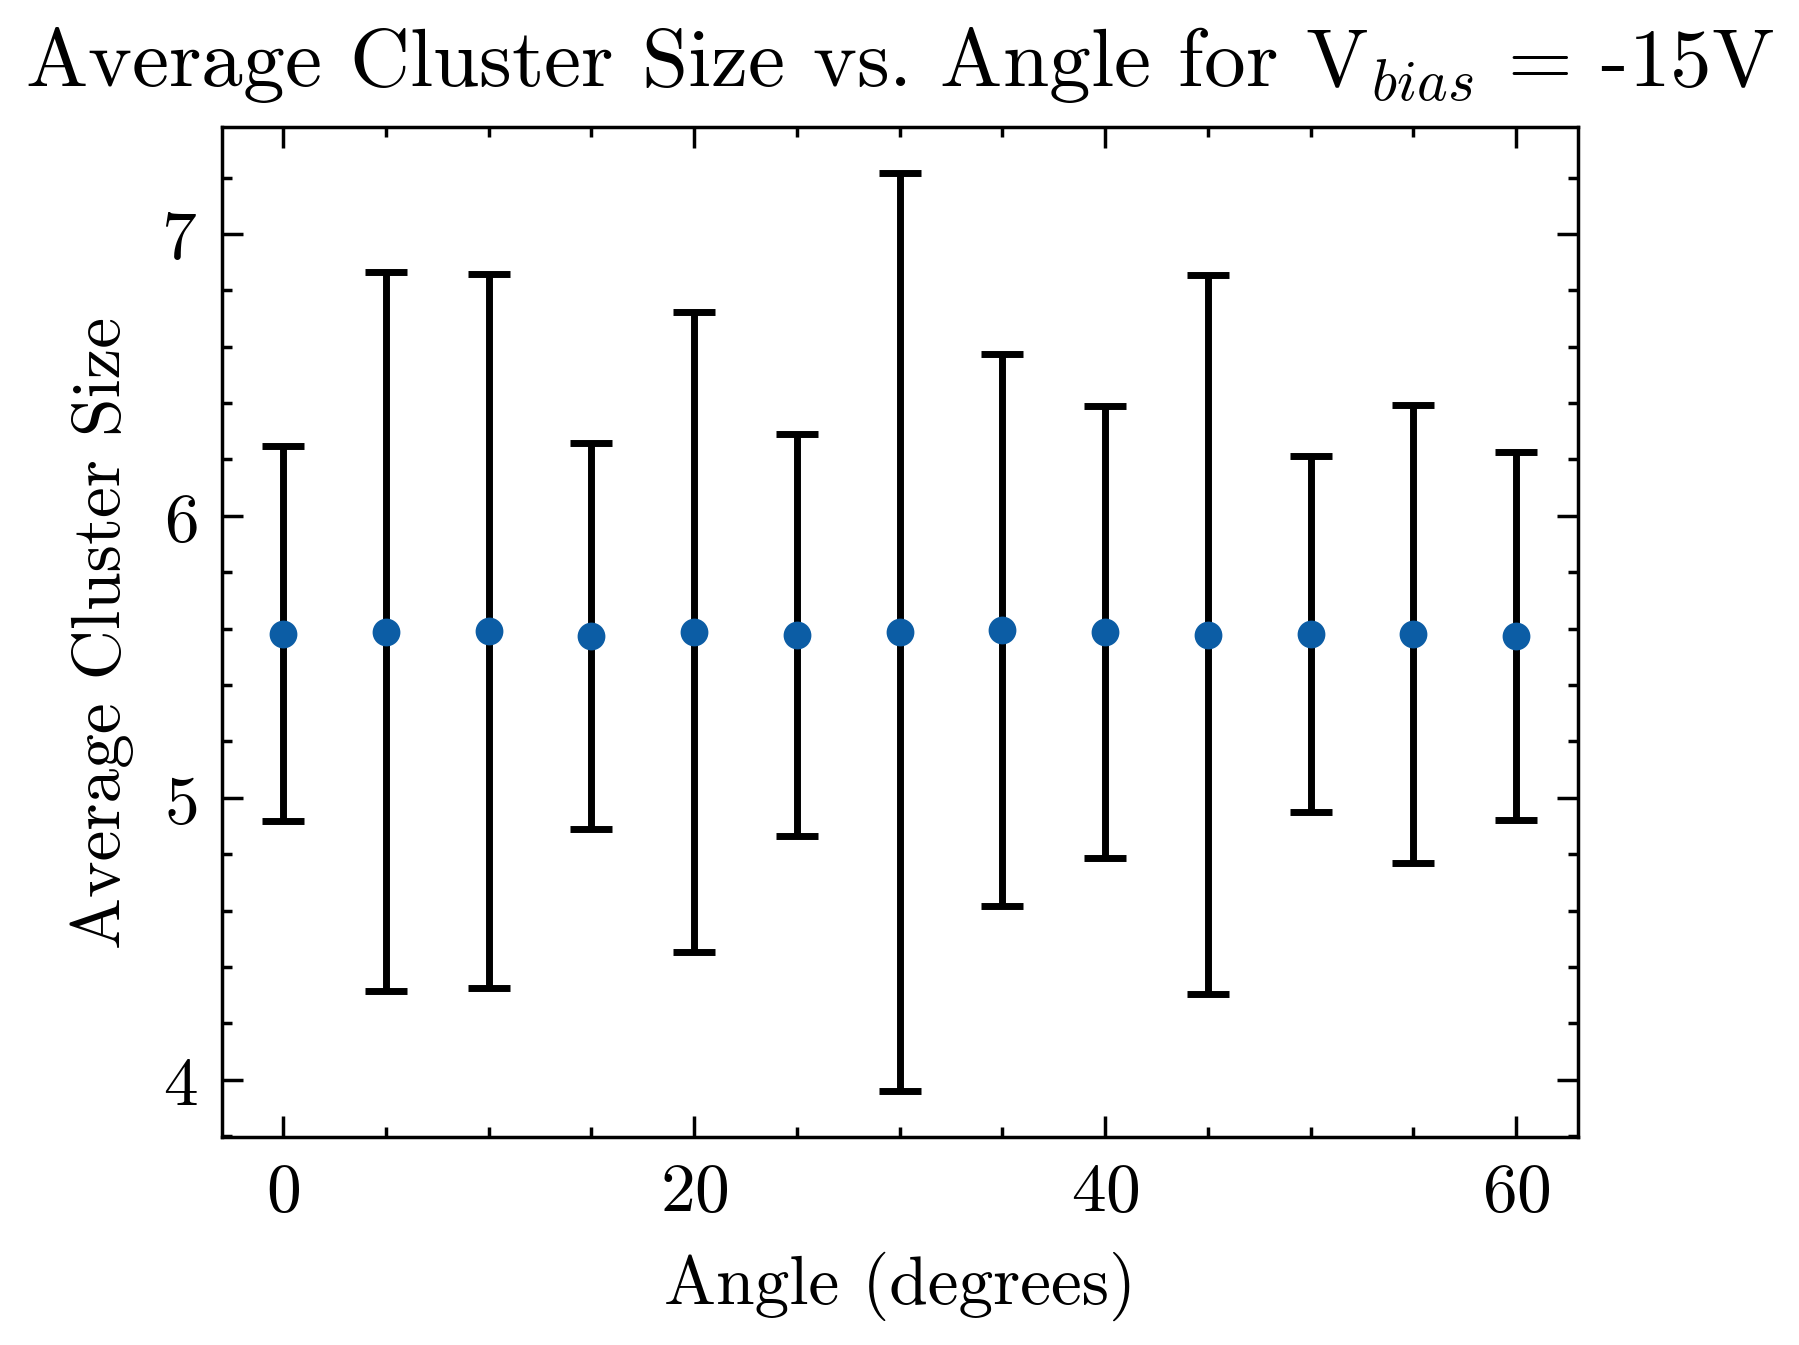 Average Cluster Size vs. Angle for V_bias = -15V
Average Cluster Size
7
6
5
4
0 20 40 60
Angle (degrees)